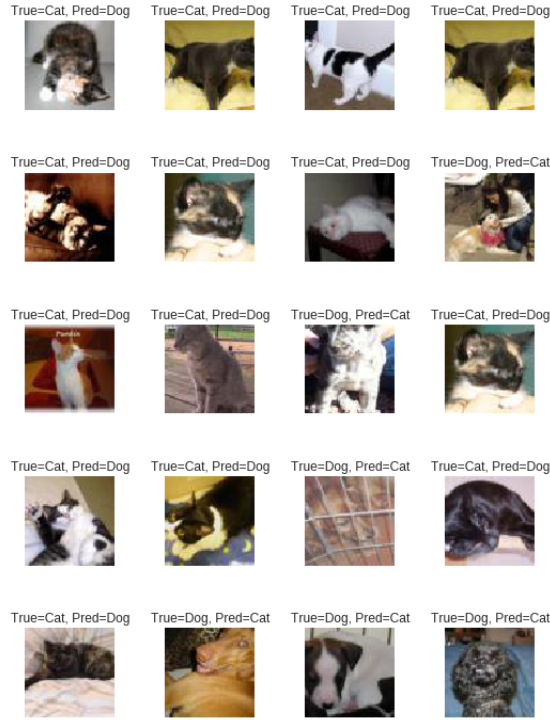 True=Cat, Pred=Dog True=Cat, Pred=Dog True=Cat, Pred=Dog True=Cat, Pred=Dog
True=Cat, Pred=Dog True=Cat, Pred=Dog True=Cat, Pred=Dog True=Dog, Pred=Cat
True=Cat, Pred=Dog True=Cat, Pred=Dog True=Dog, Pred=Cat True=Cat, Pred=Dog
True=Cat, Pred=Dog True=Cat, Pred=Dog True=Dog, Pred=Cat True=Dog, Pred=Cat
True=Cat, Pred=Dog True=Dog, Pred=Cat True=Dog, Pred=Cat True=Dog, Pred=Cat